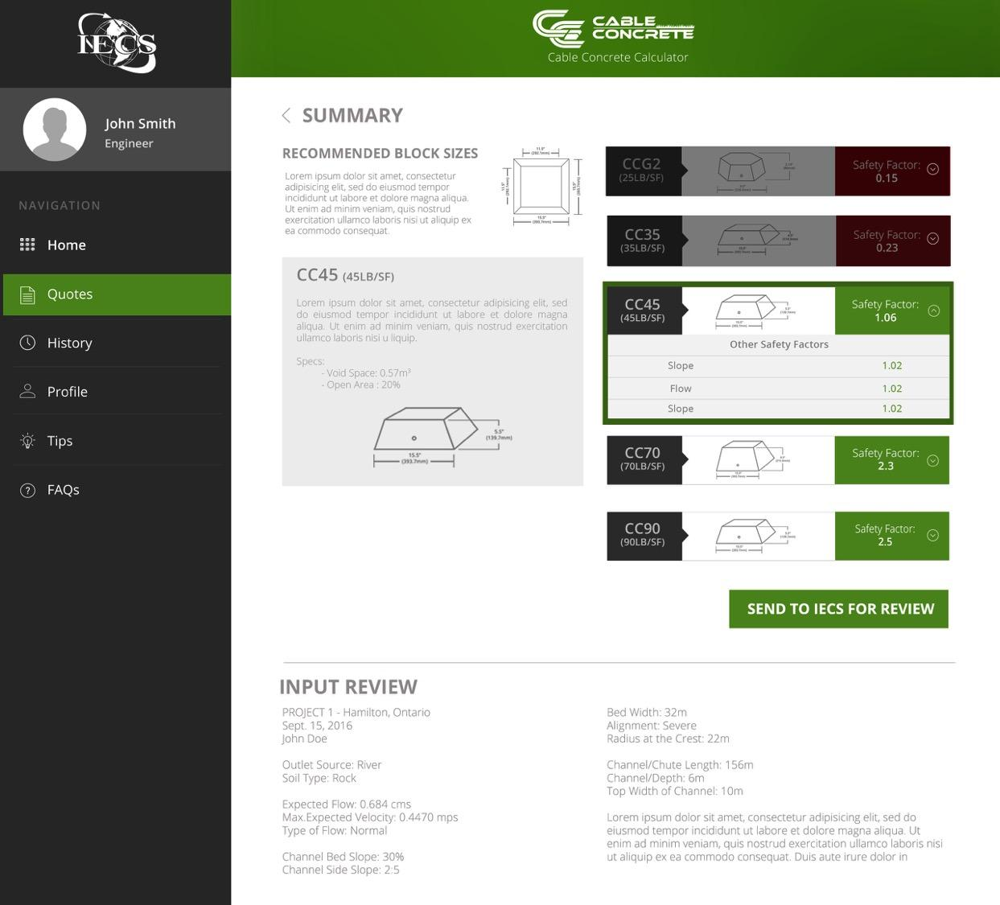 IECS
John Smith
Engineer
NAVIGATION
Home
Quotes
History
Profile
Tips
FAQs
CABLE
CONCRETE
Cable Concrete Calculator
SUMMARY
RECOMMENDED BLOCK SIZES
Lorem ipsum dolor sit amet, consectetur
adipisicing elit, sed do eiusmod tempor
incididunt ut labore et dolore magna aliqua.
Ut enim ad minim veniam, quis nostrud
exercitation ullamco laboris nisi ut aliquip ex
ea commodo consequat.
11.5"
(292.1mm)
11.5"
(292.1mm)
15.5"
(393.7mm)
15.5"
(393.7mm)
CC45 (45LB/SF)
Lorem ipsum dolor sit amet, consectetur adipisicing elit, sed
do eiusmod tempor incididunt ut labore et dolore magna
aliqua. Ut enim ad minim veniam, quis nostrud exercitation
ullamco laboris nisi u liquip.
Specs:
- Void Space: 0.57m³
- Open Area : 20%
5.5"
(139.7mm)
15.5"
(393.7mm)
CCG2
(25LB/SF)
Safety Factor:
0.15
CC35
(35LB/SF)
Safety Factor:
0.23
CC45
(45LB/SF)
Safety Factor:
1.06
Other Safety Factors
Slope 1.02
Flow 1.02
Slope 1.02
CC70
(70LB/SF)
Safety Factor:
2.3
CC90
(90LB/SF)
Safety Factor:
2.5
SEND TO IECS FOR REVIEW
INPUT REVIEW
PROJECT 1 - Hamilton, Ontario
Sept. 15, 2016
John Doe
Outlet Source: River
Soil Type: Rock
Expected Flow: 0.684 cms
Max.Expected Velocity: 0.4470 mps
Type of Flow: Normal
Channel Bed Slope: 30%
Channel Side Slope: 2:5
Bed Width: 32m
Alignment: Severe
Radius at the Crest: 22m
Channel/Chute Length: 156m
Channel/Depth: 6m
Top Width of Channel: 10m
Lorem ipsum dolor sit amet, consectetur adipisicing elit, sed do
eiusmod tempor incididunt ut labore et dolore magna aliqua. Ut
enim ad minim veniam, quis nostrud exercitation ullamco laboris nisi
ut aliquip ex ea commodo consequat. Duis aute irure dolor in